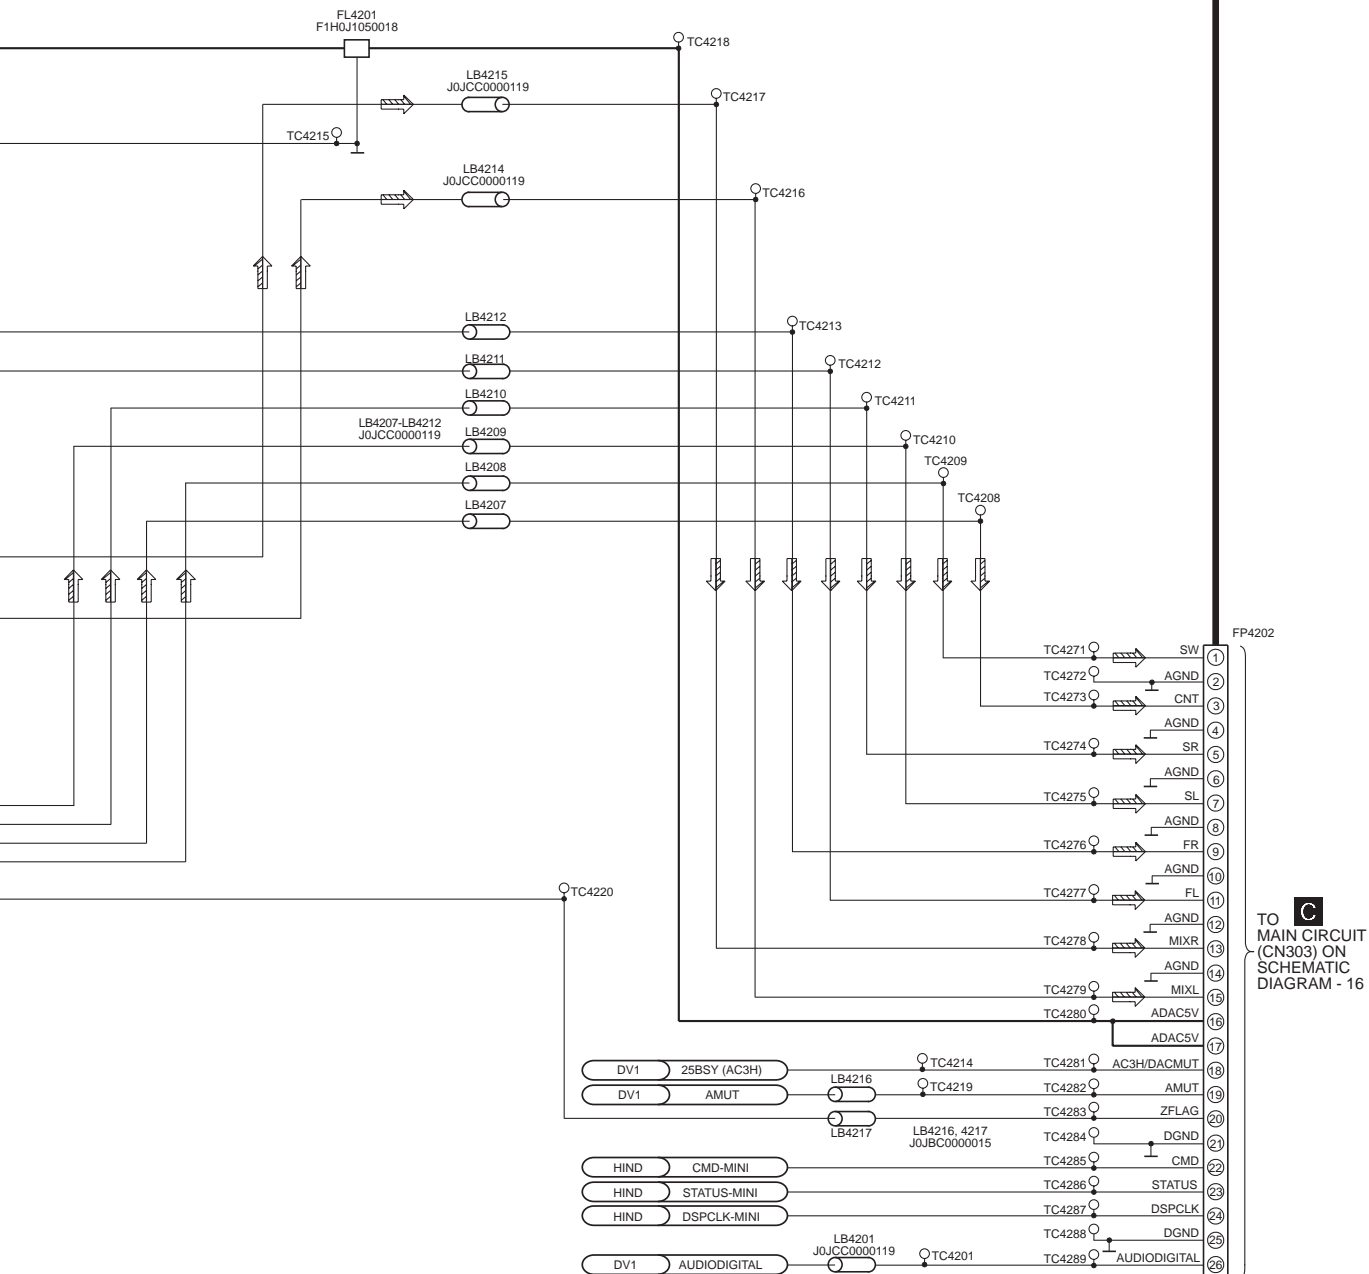 FL4201
F1H0J1050018
TC4218
LB4215
J0JCC0000119
TC4217
TC4215
LB4214
J0JCC0000119
TC4216
LB4212
TC4213
LB4211
TC4212
LB4210
TC4211
LB4207-LB4212
J0JCC0000119
LB4209
TC4210
LB4208
TC4209
LB4207
TC4208
FP4202
TC4271 SW 1
TC4272 AGND 2
TC4273 CNT 3
AGND 4
TC4274 SR 5
AGND 6
TC4275 SL 7
AGND 8
TC4276 FR 9
AGND 10
TC4220
TC4277 FL 11
AGND 12
TC4278 MIXR 13
AGND 14
TC4279 MIXL 15
TO C
MAIN CIRCUIT
(CN303) ON
SCHEMATIC
DIAGRAM - 16
TC4280 ADAC5V 16
ADAC5V 17
DV1 25BSY (AC3H) TC4214 TC4281 AC3H/DACMUT 18
DV1 AMUT LB4216 TC4219 TC4282 AMUT 19
LB4217 TC4283 ZFLAG 20
LB4216, 4217
J0JBC0000015
TC4284 DGND 21
HIND CMD-MINI TC4285 CMD 22
HIND STATUS-MINI TC4286 STATUS 23
HIND DSPCLK-MINI TC4287 DSPCLK 24
TC4288 DGND 25
LB4201
J0JCC0000119
DV1 AUDIODIGITAL TC4201 TC4289 AUDIODIGITAL 26